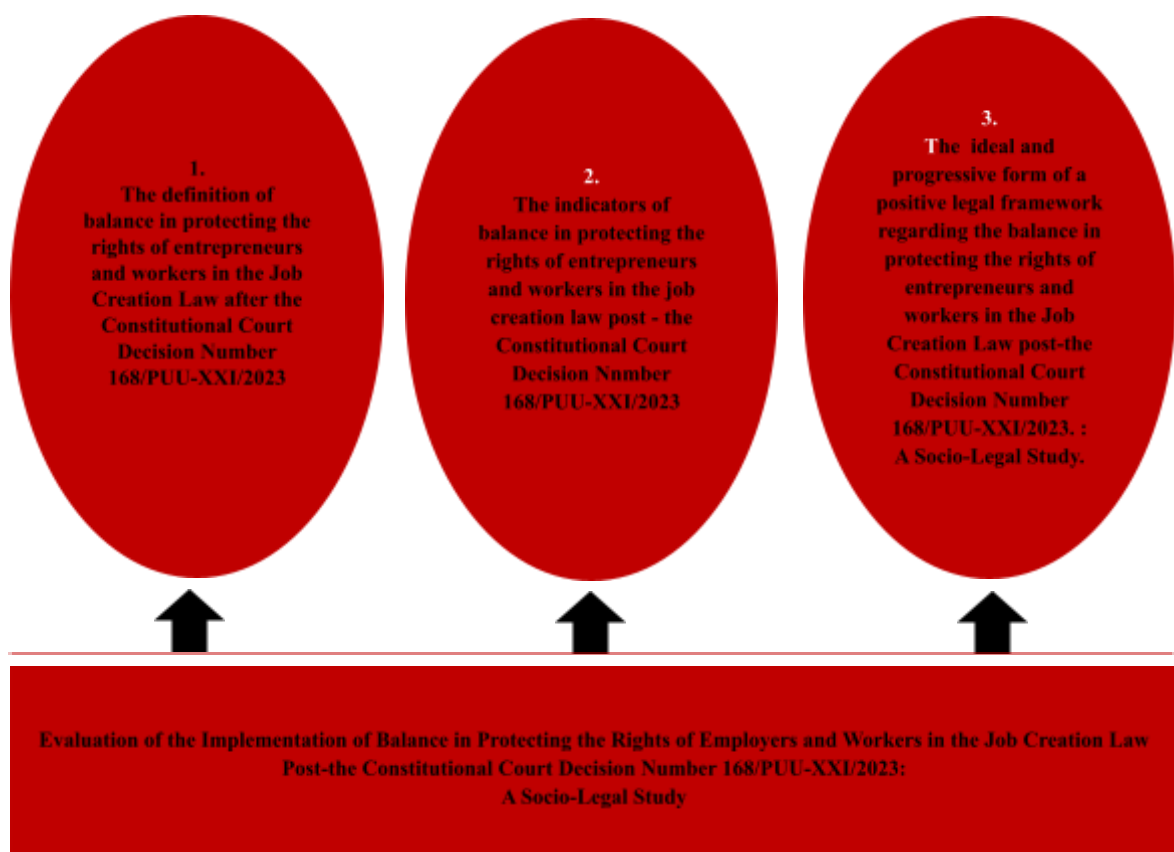 1.
The definition of
balance in protecting the
rights of entrepreneurs
and workers in the Job
Creation Law after the
Constitutional Court
Decision Number
168/PUU-XXI/2023
2.
The indicators of
balance in protecting the
rights of entrepreneurs
and workers in the job
creation law post - the
Constitutional Court
Decision Nnmber
168/PUU-XXI/2023
3.
The ideal and
progressive form of a
positive legal framework
regarding the balance in
protecting the rights of
entrepreneurs and
workers in the Job
Creation Law post-the
Constitutional Court
Decision Number
168/PUU-XXI/2023. :
A Socio-Legal Study.
Evaluation of the Implementation of Balance in Protecting the Rights of Employers and Workers in the Job Creation Law
Post-the Constitutional Court Decision Number 168/PUU-XXI/2023:
A Socio-Legal Study